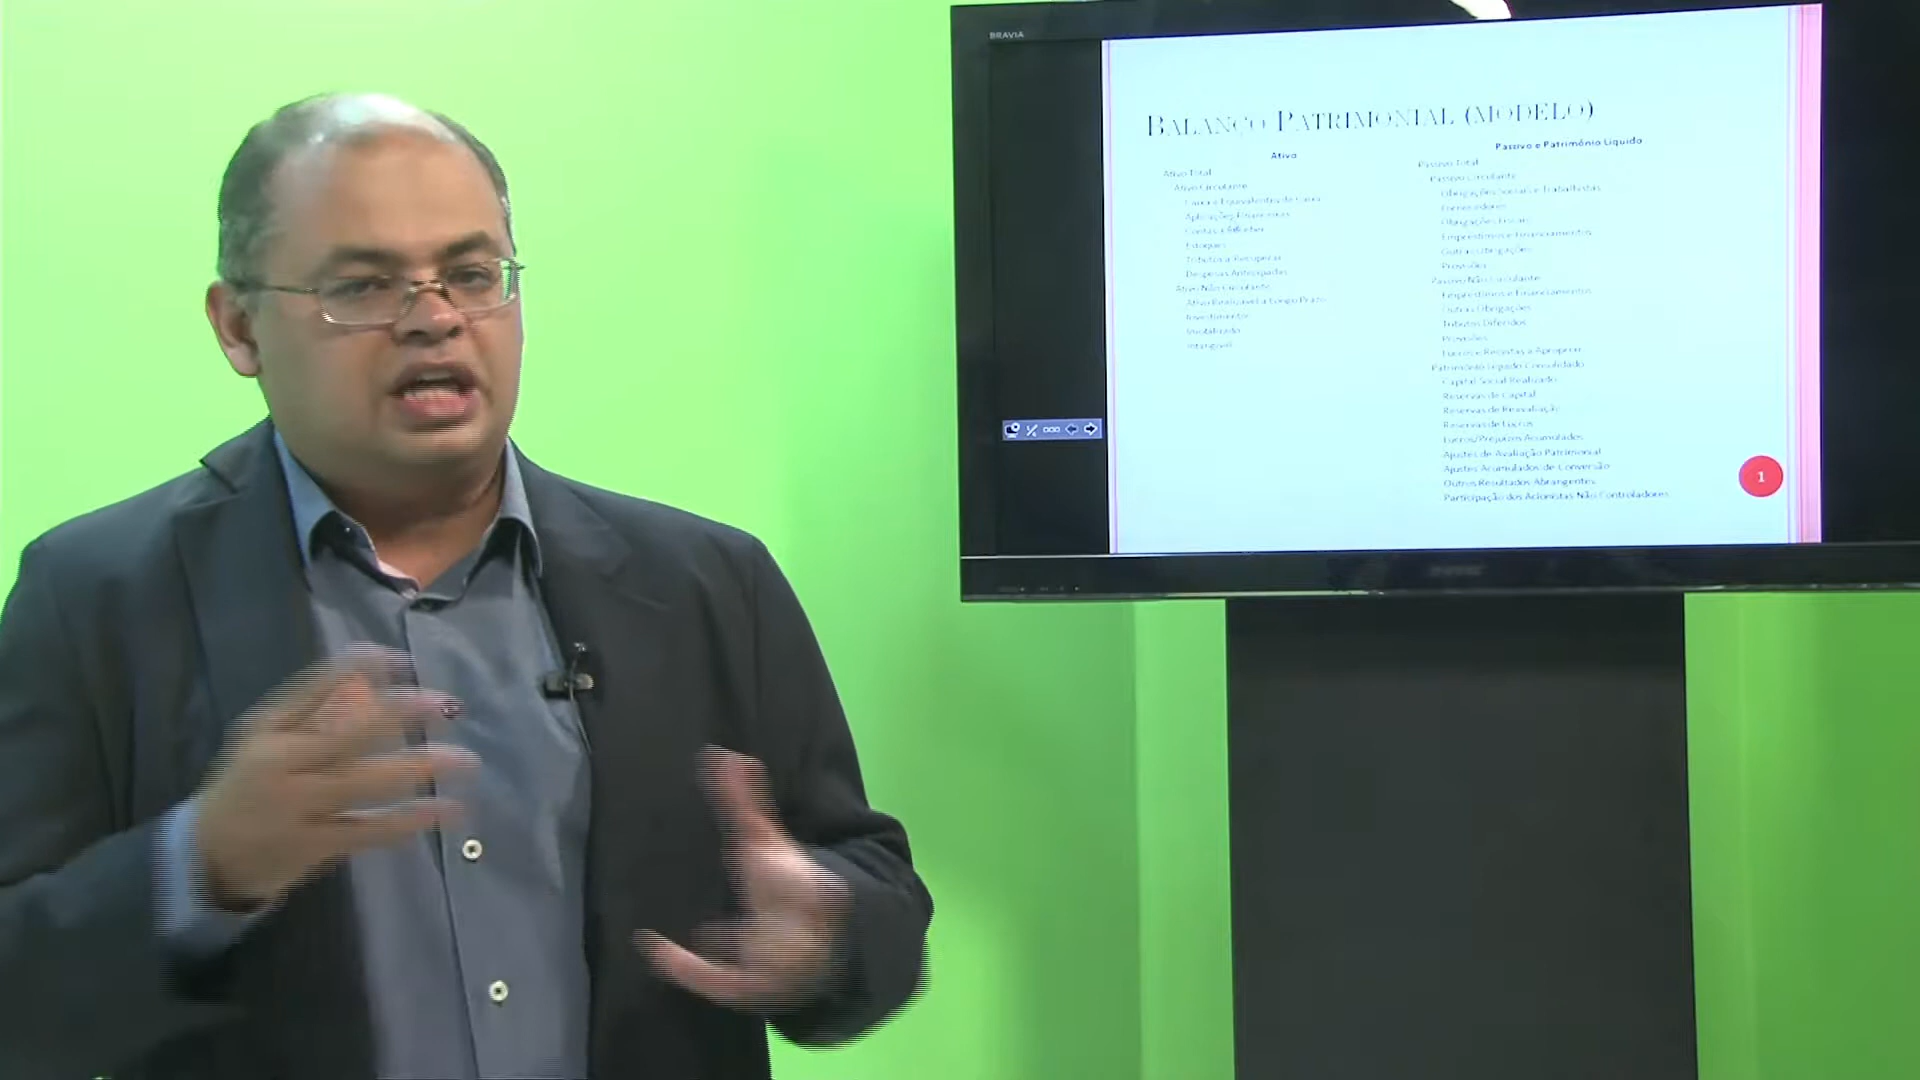 BRAVIA
BALANÇO PATRIMONIAL (MODELO)
Ativo
Ativo Total
Ativo Circulante
Caixa e Equivalentes de Caixa
Aplicações Financeiras
Contas a Receber
Estoques
Tributos a Recuperar
Despesas Antecipadas
Ativo Não Circulante
Ativo Realizável a Longo Prazo
Investimentos
Imobilizado
Intangível
Passivo e Patrimônio Líquido
Passivo Total
Passivo Circulante
Obrigações Sociais e Trabalhistas
Fornecedores
Obrigações Fiscais
Empréstimos e Financiamentos
Outras Obrigações
Provisões
Passivo Não Circulante
Empréstimos e Financiamentos
Outras Obrigações
Tributos Diferidos
Provisões
Lucros e Receitas a Apropriar
Patrimônio Líquido Consolidado
Capital Social Realizado
Reservas de Capital
Reservas de Reavaliação
Reservas de Lucros
Lucros/Prejuízos Acumulados
Ajustes de Avaliação Patrimonial
Ajustes Acumulados de Conversão
Outros Resultados Abrangentes
Participação dos Acionistas Não Controladores
1